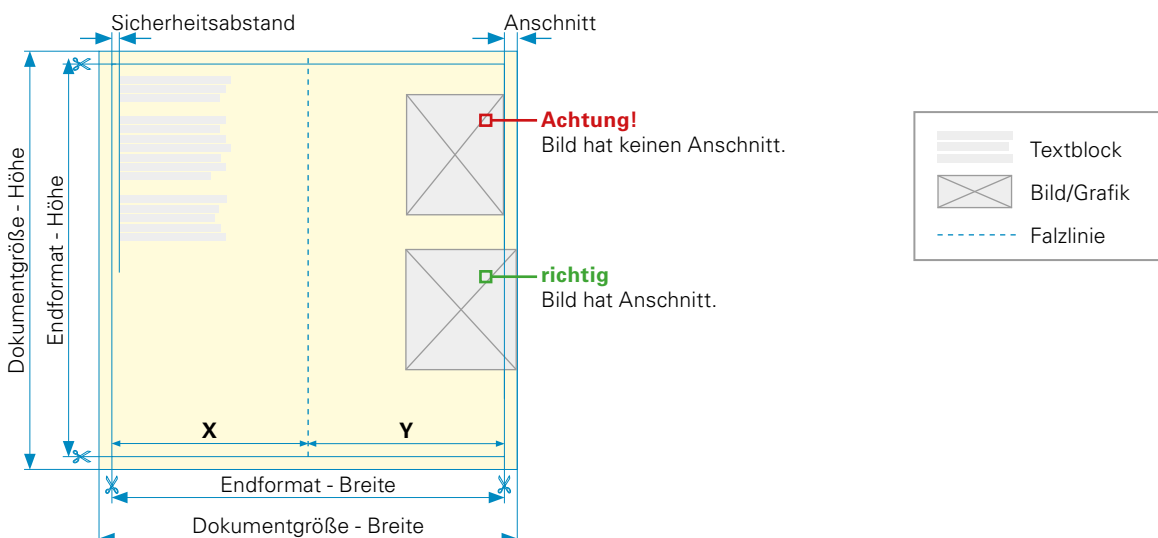 Sicherheitsabstand
Anschnitt
Dokumentgröße - Höhe
Endformat - Höhe
Achtung!
Bild hat keinen Anschnitt.
richtig
Bild hat Anschnitt.
Textblock
Bild/Grafik
Falzlinie
X
Y
Endformat - Breite
Dokumentgröße - Breite